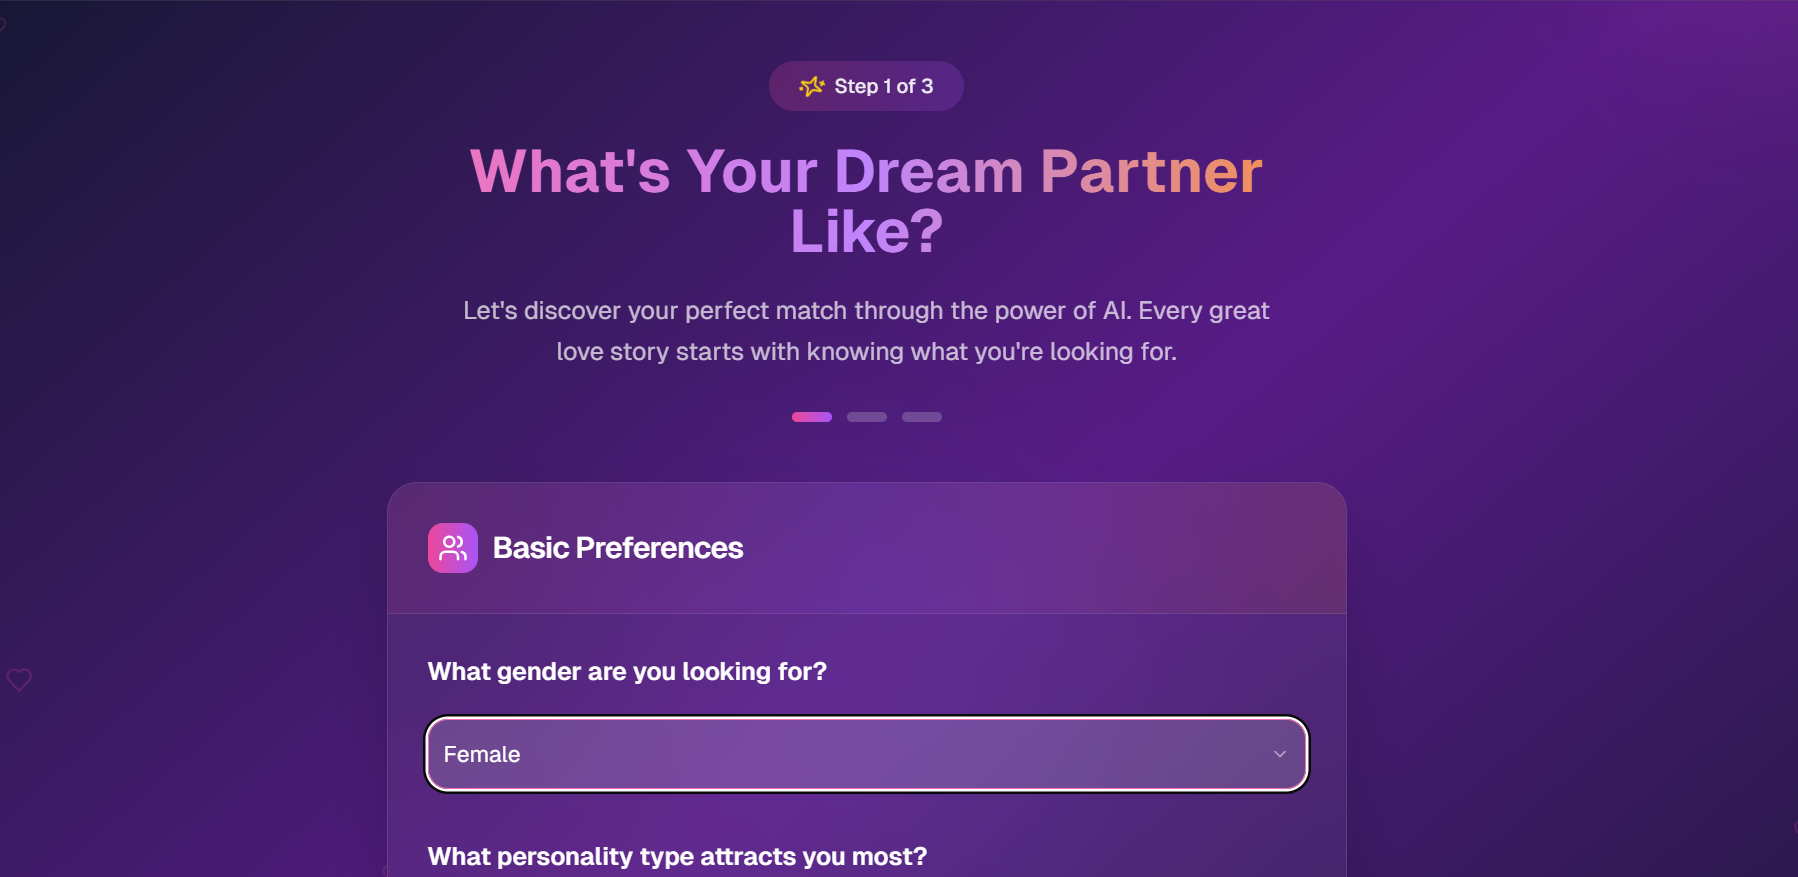 Step 1 of 3
What's Your Dream Partner
Like?
Let's discover your perfect match through the power of AI. Every great
love story starts with knowing what you're looking for.
Basic Preferences
What gender are you looking for?
Female
What personality type attracts you most?